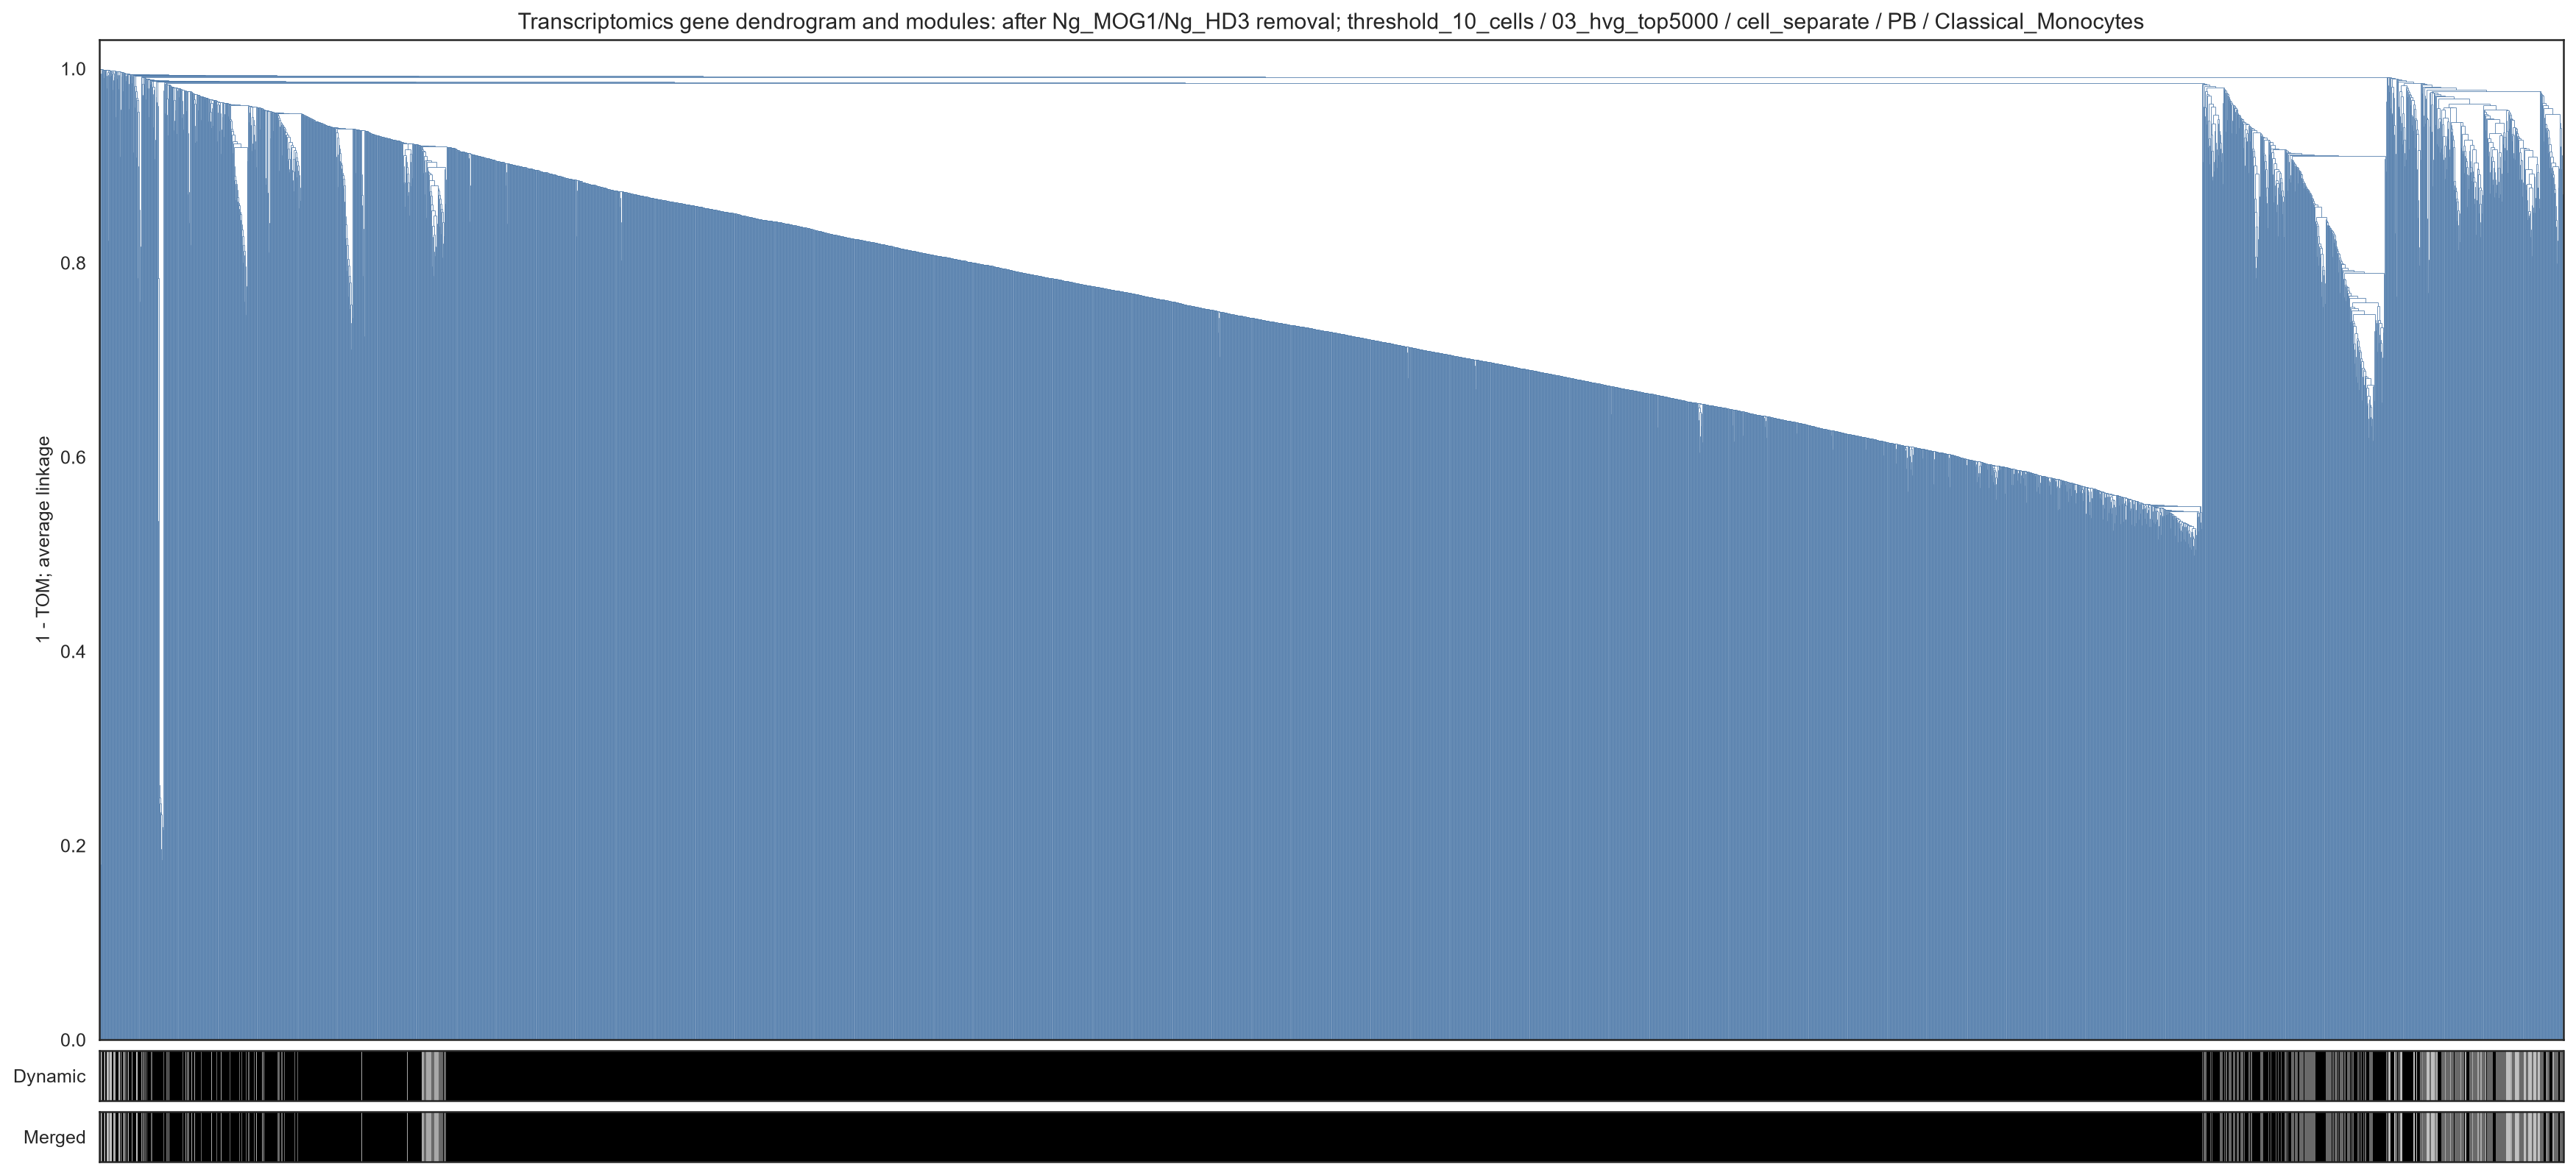 Transcriptomics gene dendrogram and modules: after Ng_MOG1/Ng_HD3 removal; threshold_10_cells / 03_hvg_top5000 / cell_separate / PB / Classical_Monocytes
1 - TOM; average linkage
1.0
0.8
0.6
0.4
0.2
0.0
Dynamic
Merged